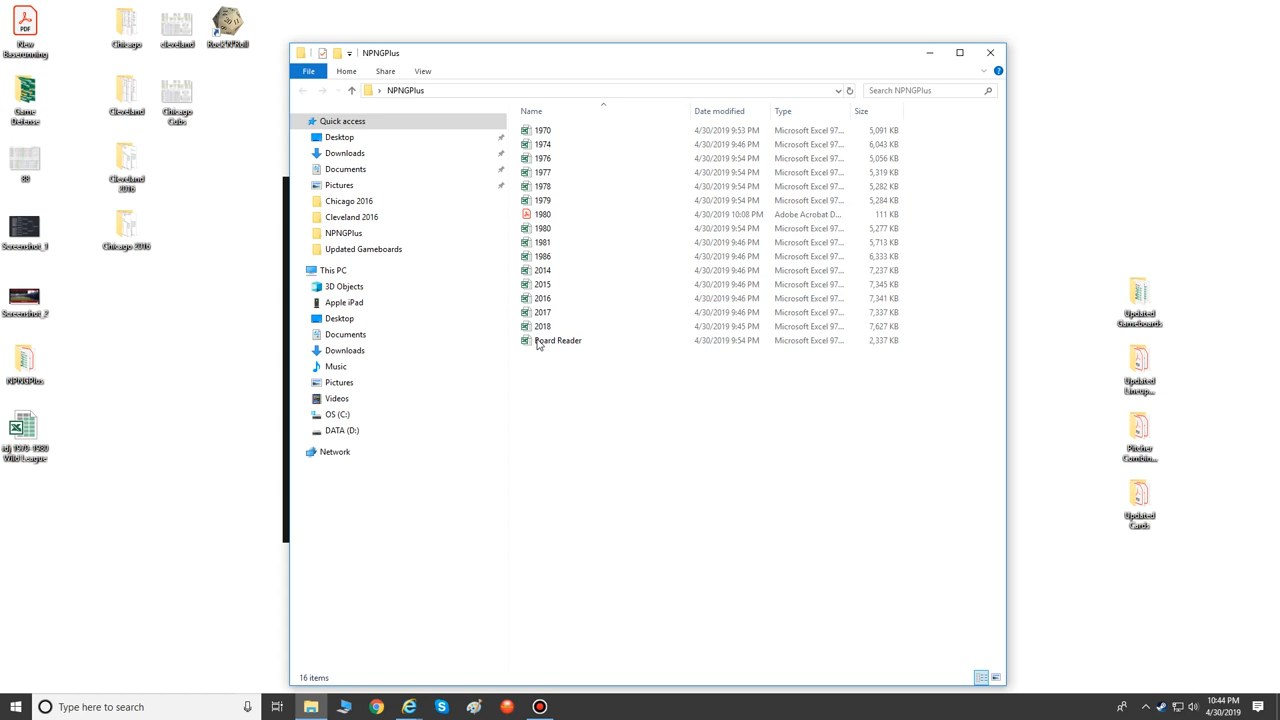 New Baserunning
Chicago
cleveland
Rock'N'Roll
Game Defense
Cleveland
Chicago Cubs
88
Cleveland 2016
Screenshot_1
Chicago 2016
Screenshot_2
NPNGPlus
adj 1970-1980 Wild League
NPNGPlus
File Home Share View
NPNGPlus
Search NPNGPlus
Quick access
Desktop
Downloads
Documents
Pictures
Chicago 2016
Cleveland 2016
NPNGPlus
Updated Gameboards
This PC
3D Objects
Apple iPad
Desktop
Documents
Downloads
Music
Pictures
Videos
OS (C:)
DATA (D:)
Network
Name Date modified Type Size
1970 4/30/2019 9:53 PM Microsoft Excel 97... 5,091 KB
1974 4/30/2019 9:46 PM Microsoft Excel 97... 6,043 KB
1976 4/30/2019 9:54 PM Microsoft Excel 97... 5,056 KB
1977 4/30/2019 9:54 PM Microsoft Excel 97... 5,319 KB
1978 4/30/2019 9:54 PM Microsoft Excel 97... 5,282 KB
1979 4/30/2019 9:54 PM Microsoft Excel 97... 5,284 KB
1980 4/30/2019 10:08 PM Adobe Acrobat D... 111 KB
1980 4/30/2019 9:54 PM Microsoft Excel 97... 5,277 KB
1981 4/30/2019 9:46 PM Microsoft Excel 97... 5,713 KB
1986 4/30/2019 9:46 PM Microsoft Excel 97... 6,333 KB
2014 4/30/2019 9:46 PM Microsoft Excel 97... 7,237 KB
2015 4/30/2019 9:46 PM Microsoft Excel 97... 7,345 KB
2016 4/30/2019 9:46 PM Microsoft Excel 97... 7,341 KB
2017 4/30/2019 9:46 PM Microsoft Excel 97... 7,337 KB
2018 4/30/2019 9:45 PM Microsoft Excel 97... 7,627 KB
Board Reader 4/30/2019 9:54 PM Microsoft Excel 97... 2,337 KB
16 items
Updated Gameboards
Updated Lineup...
Pitcher Combin...
Updated Cards
Type here to search
10:44 PM
4/30/2019